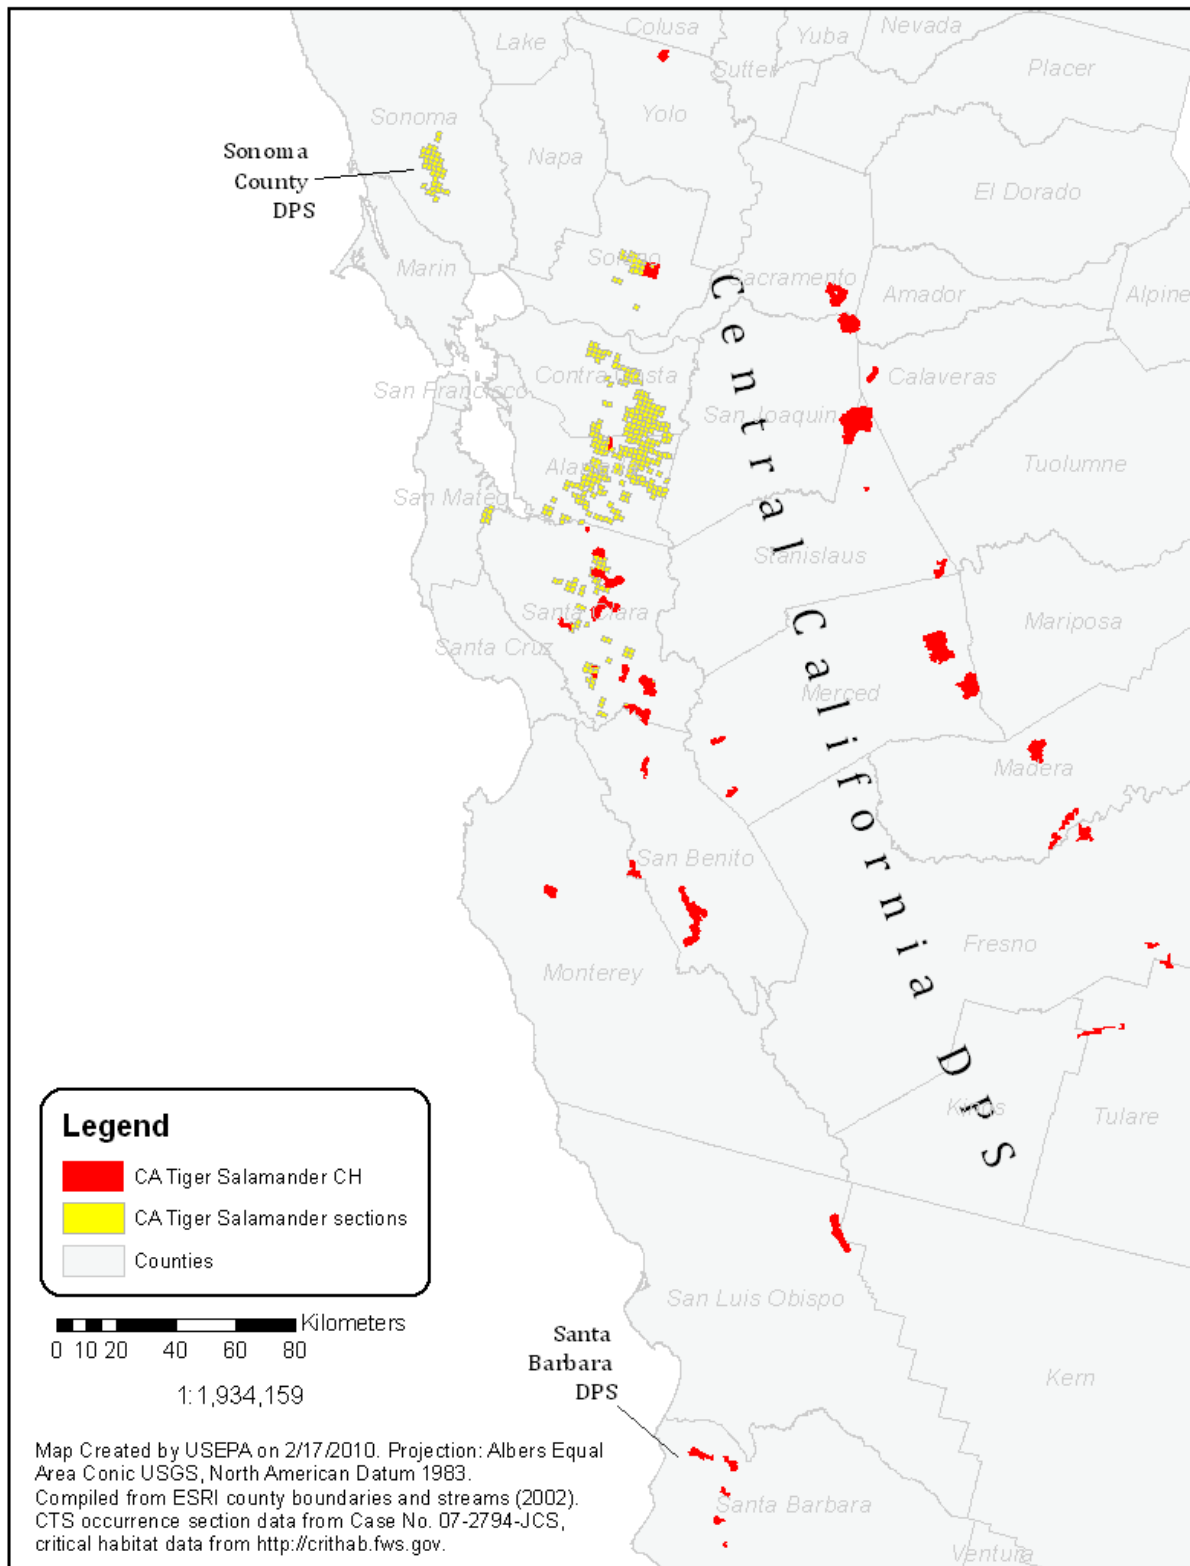 Lake
Colusa
Yuba
Nevada
Sutter
Placer
Sonoma
Yolo
Napa
El Dorado
Sonoma
County
DPS
Marin
Solano
Sacramento
Amador
Alpine
San Francisco
Contra Costa
Calaveras
San Joaquin
Alameda
Tuolumne
San Mateo
Stanislaus
Santa Clara
Mariposa
Santa Cruz
Merced
Madera
San Benito
Fresno
Monterey
Kings
Tulare
Central California DPS
San Luis Obispo
Kern
Santa
Barbara
DPS
Santa Barbara
Ventura
Legend
CA Tiger Salamander CH
CA Tiger Salamander sections
Counties
Kilometers
0 10 20 40 60 80
1:1,934,159
Map Created by USEPA on 2/17/2010. Projection: Albers Equal
Area Conic USGS, North American Datum 1983.
Compiled from ESRI county boundaries and streams (2002).
CTS occurrence section data from Case No. 07-2794-JCS,
critical habitat data from http://crithab.fws.gov.